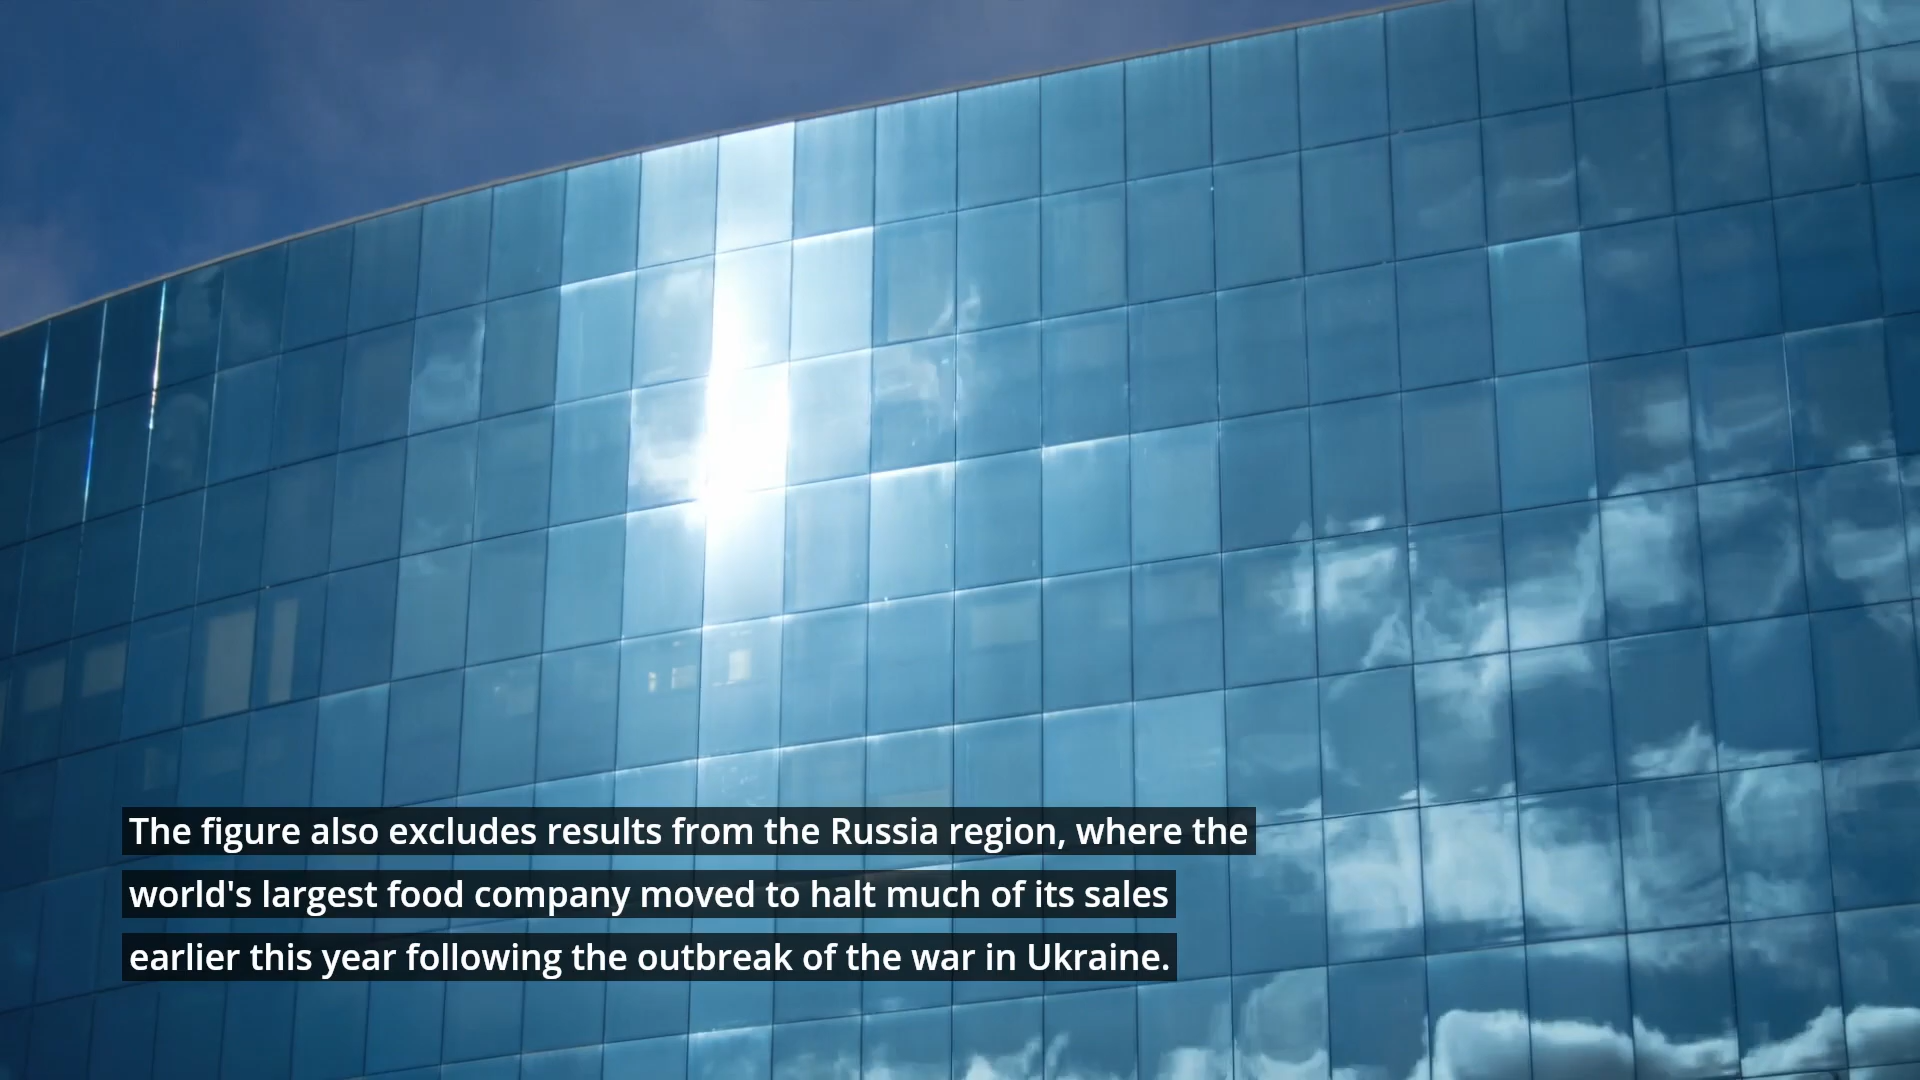 The figure also excludes results from the Russia region, where the
world's largest food company moved to halt much of its sales
earlier this year following the outbreak of the war in Ukraine.